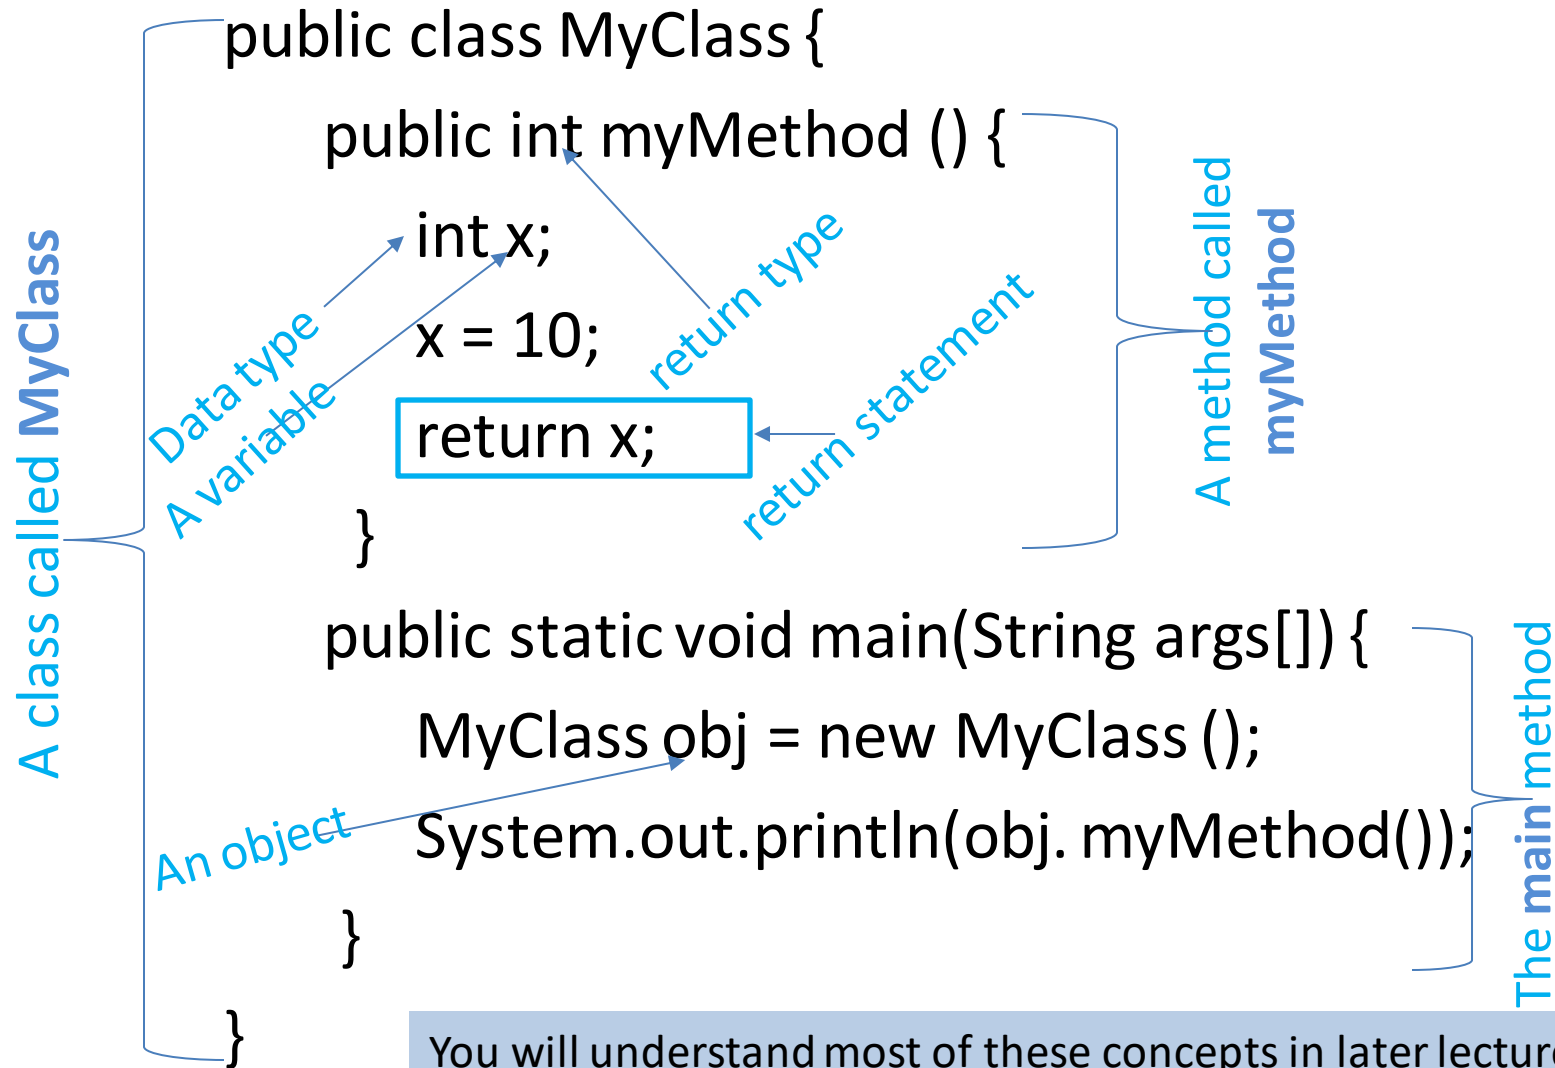 public class MyClass {
public int myMethod () {
int x;
x = 10;
return x;
}
public static void main(String args[]) {
MyClass obj = new MyClass ();
System.out.println(obj. myMethod());
}
}
A class called MyClass
Data type
A variable
return type
return statement
A method called
myMethod
An object
The main method
You will understand most of these concepts in later lecture